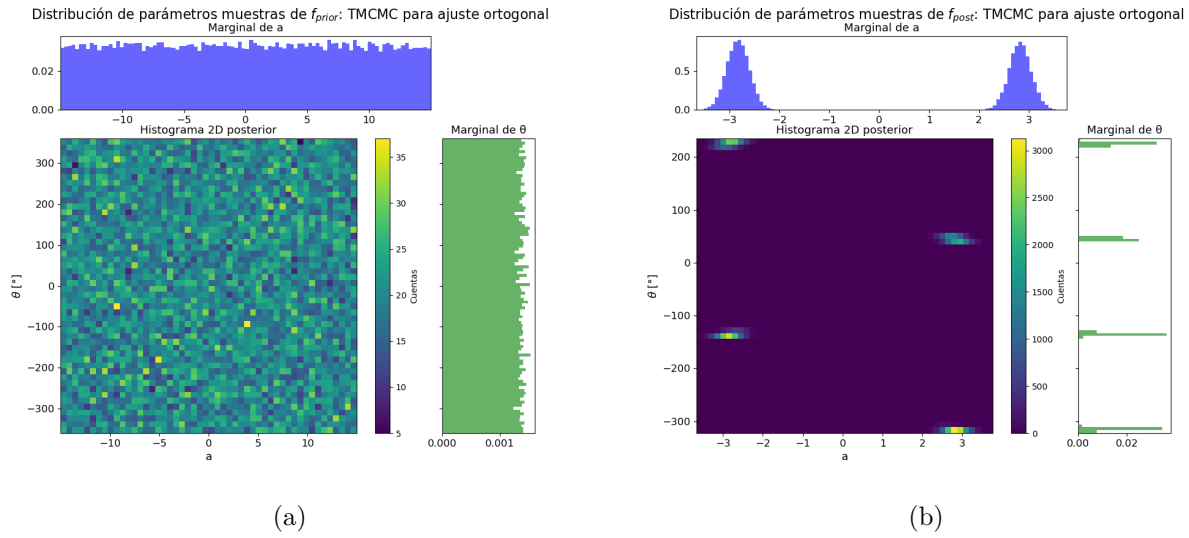 Distribución de parámetros muestras de f_prior: TMCMC para ajuste ortogonal
Marginal de a
0.02
0.00
−10 −5 0 5 10
Histograma 2D posterior
Marginal de θ
300
200
100
0
−100
−200
−300
θ [°]
−10 −5 0 5 10
a
35
30
25
20
15
10
5
Cuentas
0.000 0.001
(a)
Distribución de parámetros muestras de f_post: TMCMC para ajuste ortogonal
Marginal de a
0.5
0.0
−3 −2 −1 0 1 2 3
Histograma 2D posterior
Marginal de θ
200
100
0
−100
−200
−300
θ [°]
−3 −2 −1 0 1 2 3
a
3000
2500
2000
1500
1000
500
0
Cuentas
0.00 0.02
(b)